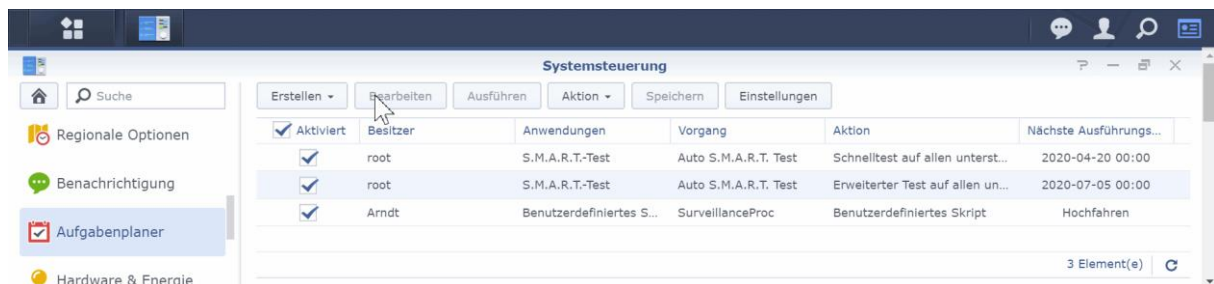 Systemsteuerung
Suche
Erstellen Bearbeiten Ausführen Aktion Speichern Einstellungen
Regionale Optionen
Benachrichtigung
Aufgabenplaner
Hardware & Energie
Aktiviert Besitzer Anwendungen Vorgang Aktion Nächste Ausführungs...
root S.M.A.R.T.-Test Auto S.M.A.R.T. Test Schnelltest auf allen unterst... 2020-04-20 00:00
root S.M.A.R.T.-Test Auto S.M.A.R.T. Test Erweiterter Test auf allen un... 2020-07-05 00:00
Arndt Benutzerdefiniertes S... SurveillanceProc Benutzerdefiniertes Skript Hochfahren
3 Element(e)